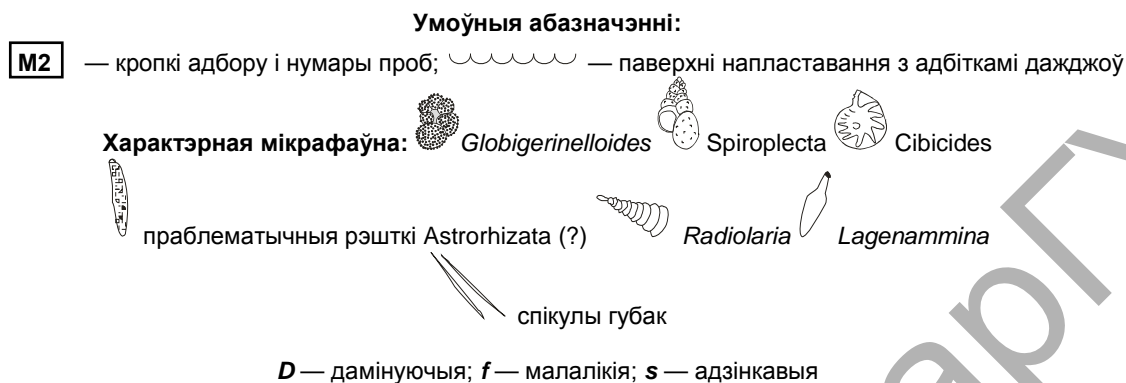 Умоўныя абазначэнні:
М2 — кропкі адбору і нумары проб; — паверхні напластавання з адбіткамі дажджоў
Характэрная мікрафаўна: Globigerinelloides Spiroplecta Cibicides
праблематычныя рэшткі Astrorhizata (?) Radiolaria Lagenammina
спікулы губак
D — дамінуючыя; f — малалікія; s — адзінкавыя